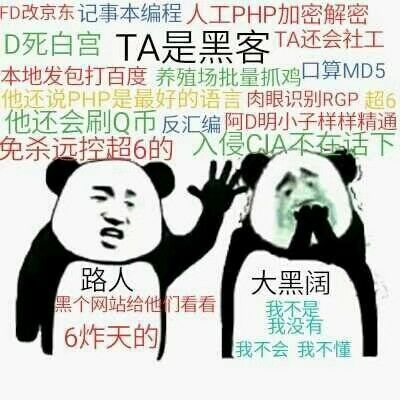 FD改京东 记事本编程 人工PHP加密解密
D死白宫 TA是黑客 TA还会社工
本地发包打百度 养殖场批量抓鸡 口算MD5
他还说PHP是最好的语言 肉眼识别RGP 超6
他还会刷Q币 反汇编 阿D明小子样样精通
免杀远控超6的 入侵CIA不在话下
路人
黑个网站给他们看看
6炸天的
大黑阔
我不是
我没有
我不会 我不懂